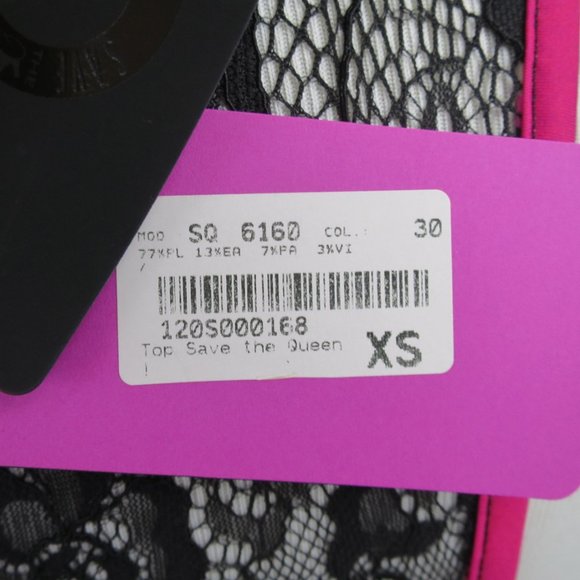 MOD SQ 6160 COL.: 30
77%PL 13%EA 7%PA 3%VI
/
120S000168
Top Save the Queen
! XS